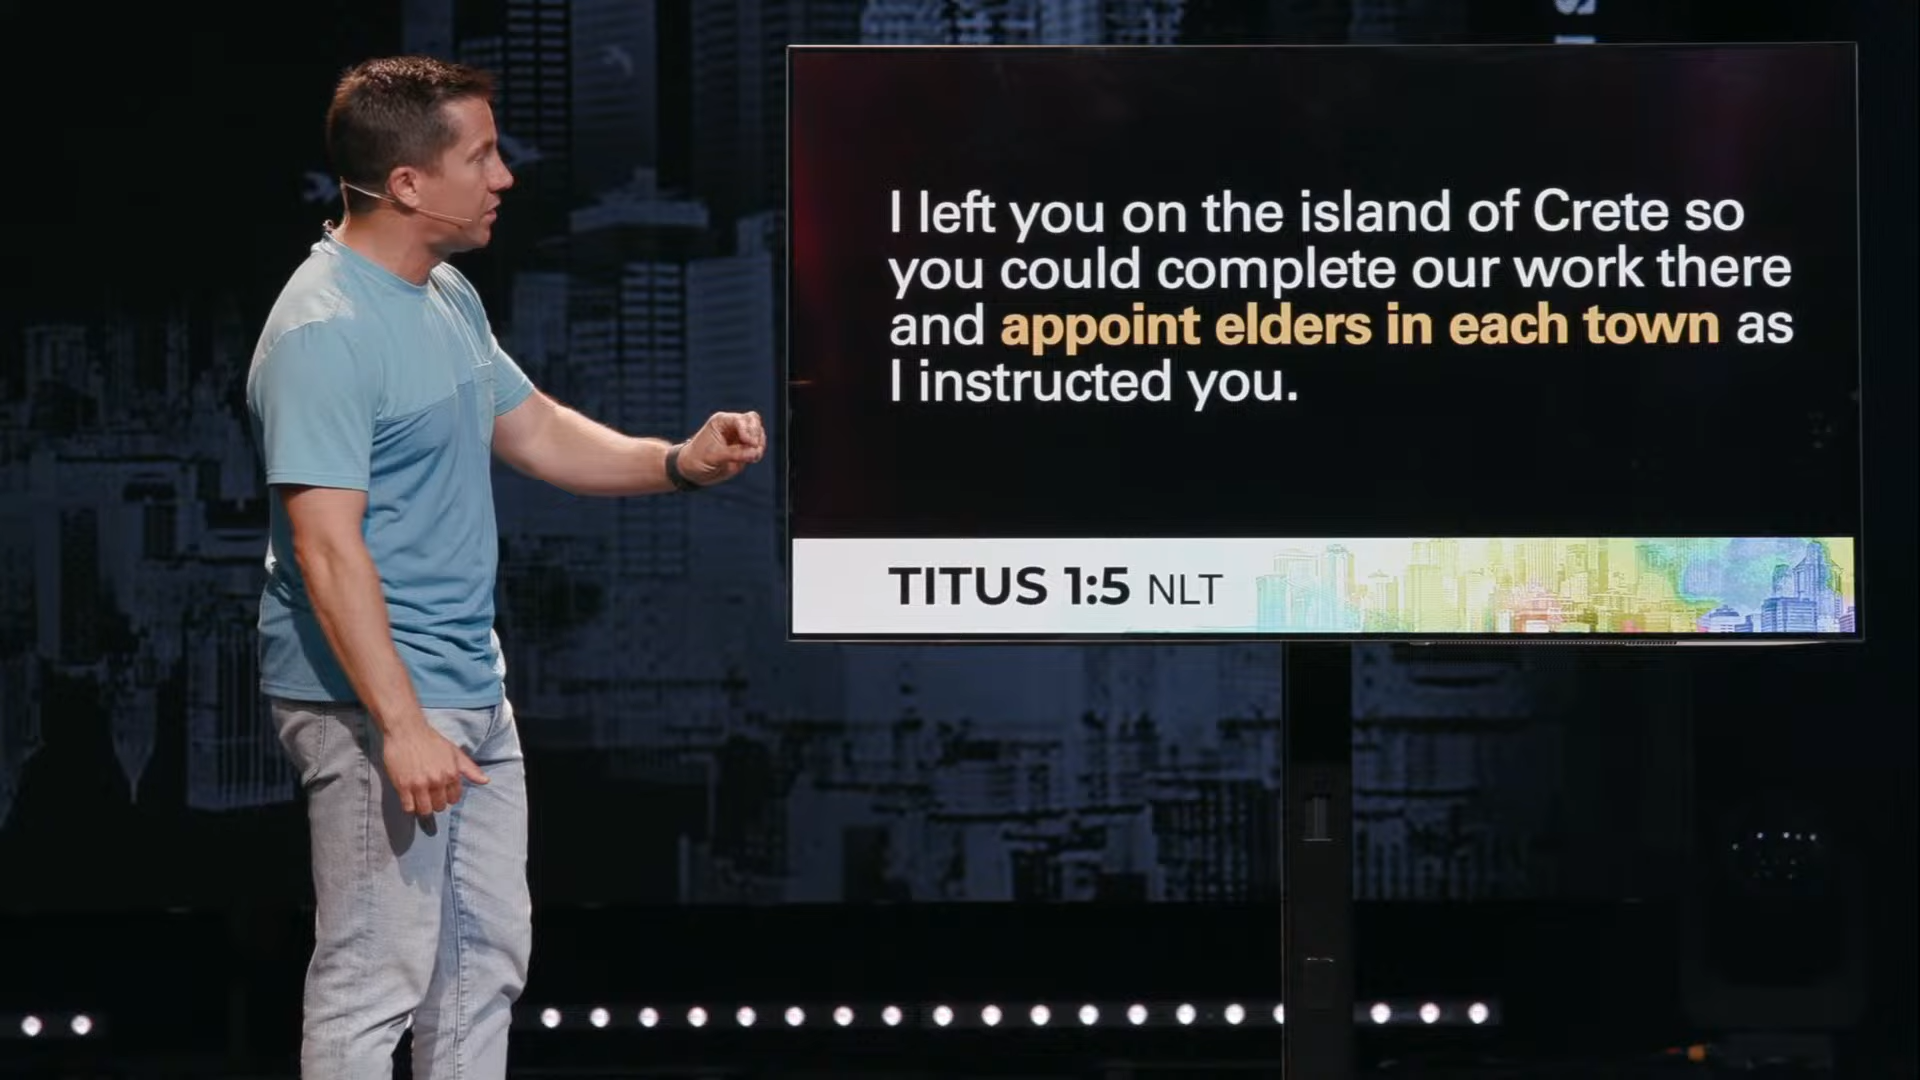 I left you on the island of Crete so
you could complete our work there
and appoint elders in each town as
I instructed you.
TITUS 1:5 NLT